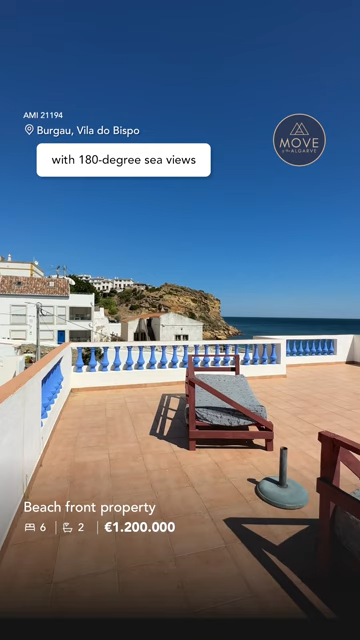 AMI 21194
Burgau, Vila do Bispo
with 180-degree sea views
MOVE
ALGARVE
Beach front property
6 2 €1.200.000